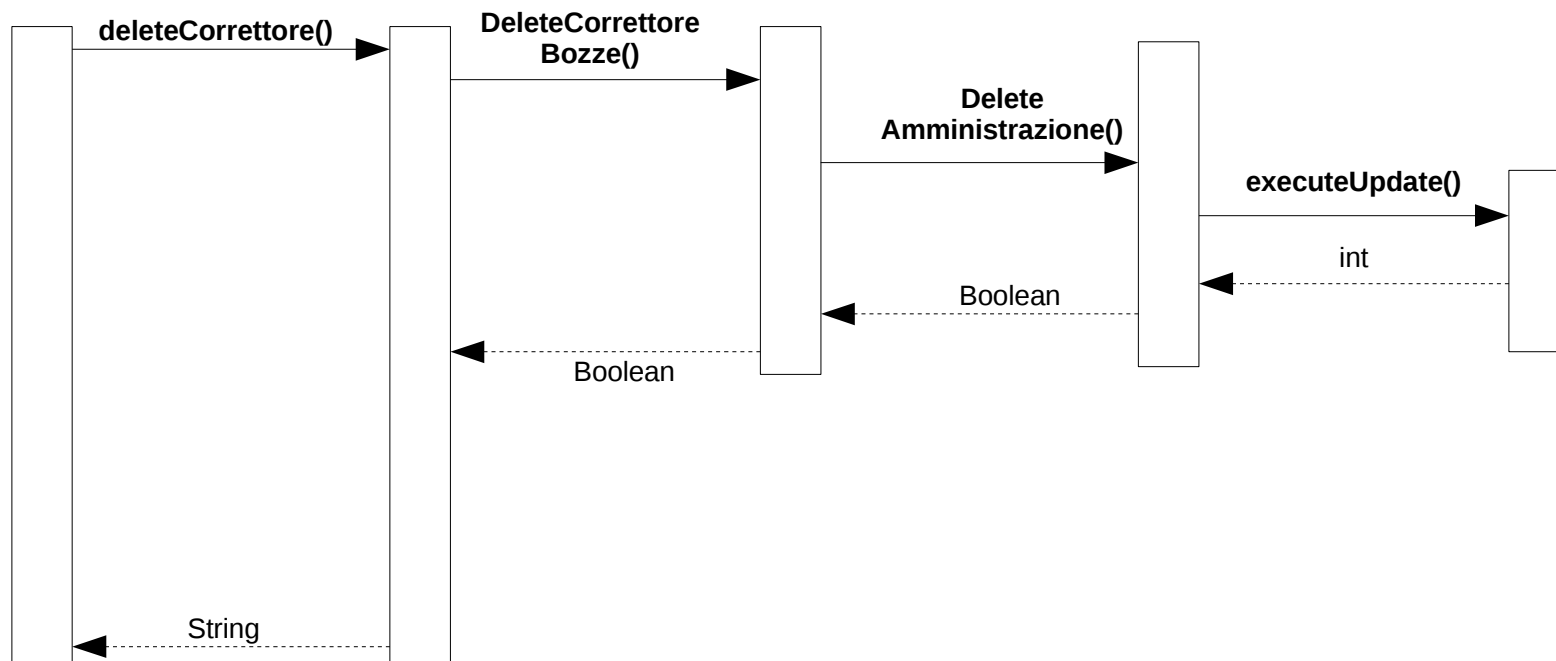 deleteCorrettore()
DeleteCorrettore
Bozze()
Delete
Amministrazione()
executeUpdate()
int
Boolean
Boolean
String